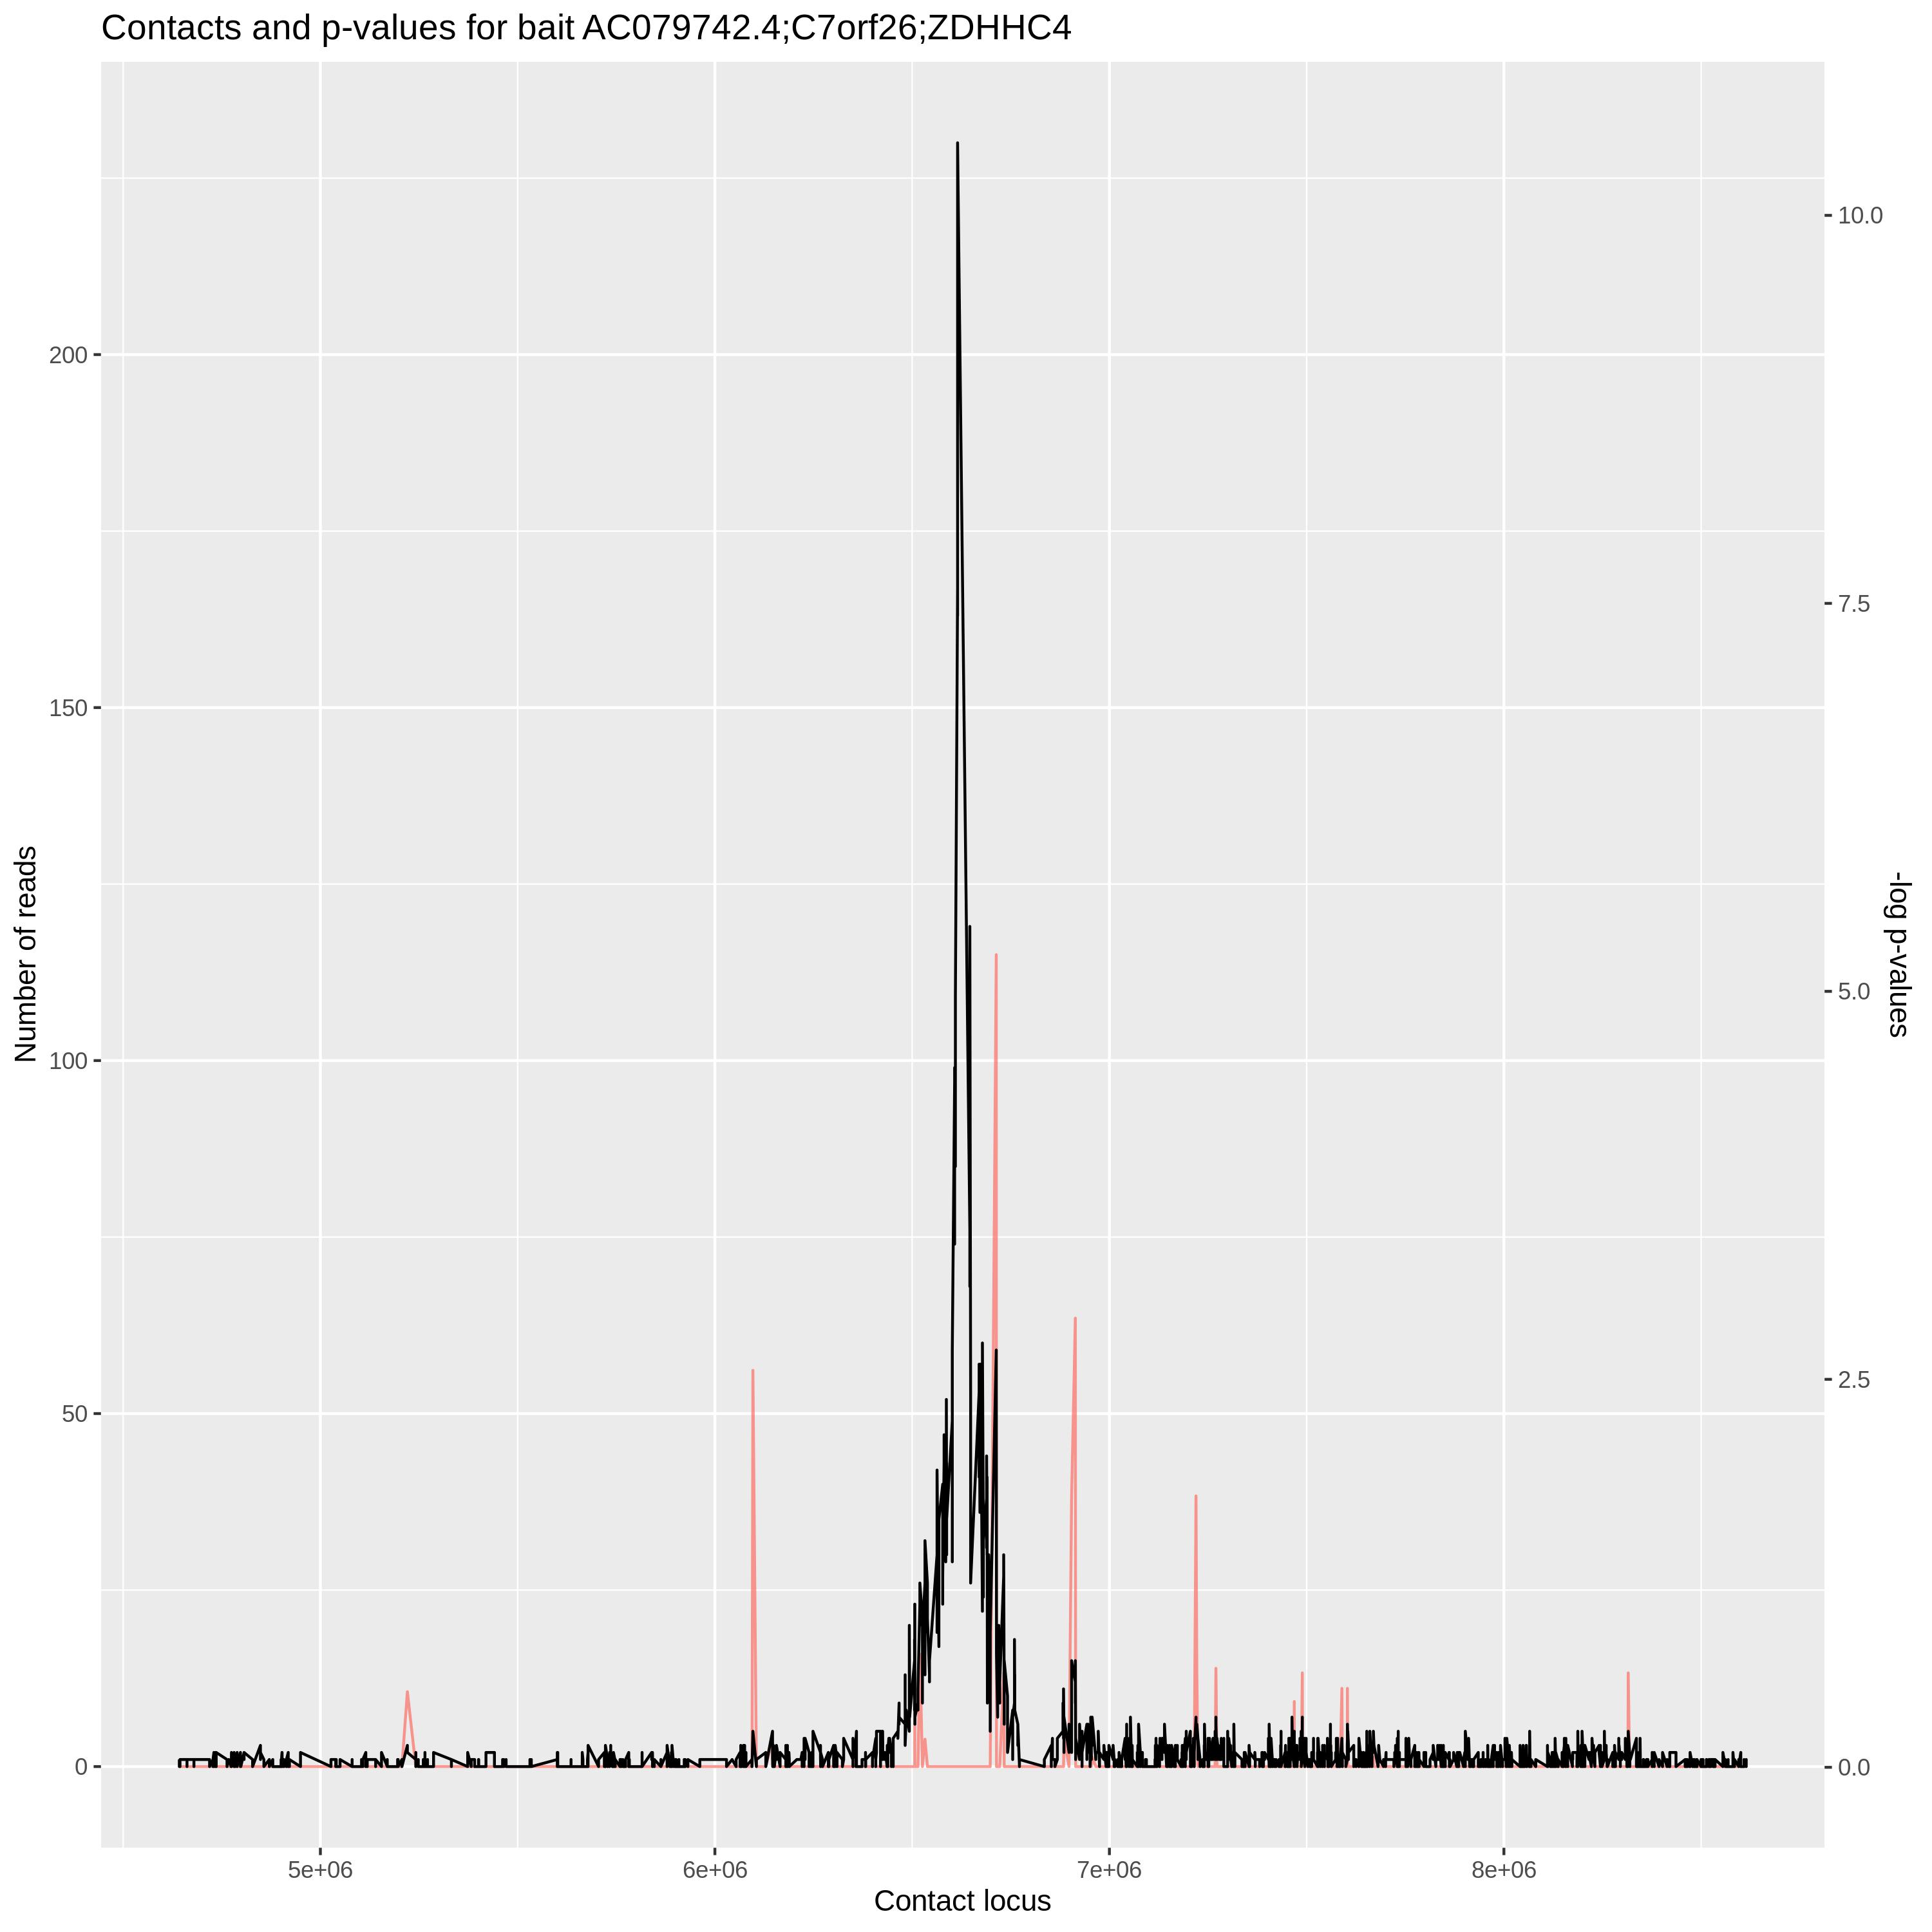 Contacts and p-values for bait AC079742.4;C7orf26;ZDHHC4
200
150
100
50
0
Number of reads
10.0
7.5
5.0
2.5
0.0
-log p-values
5e+06
6e+06
7e+06
8e+06
Contact locus